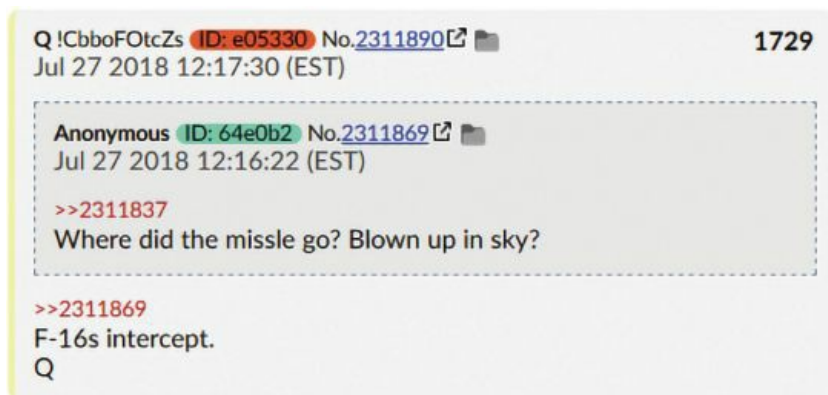 Q !CbboFOtcZs ID: e05330 No.2311890 1729
Jul 27 2018 12:17:30 (EST)
Anonymous ID: 64e0b2 No.2311869
Jul 27 2018 12:16:22 (EST)
>>2311837
Where did the missle go? Blown up in sky?
>>2311869
F-16s intercept.
Q